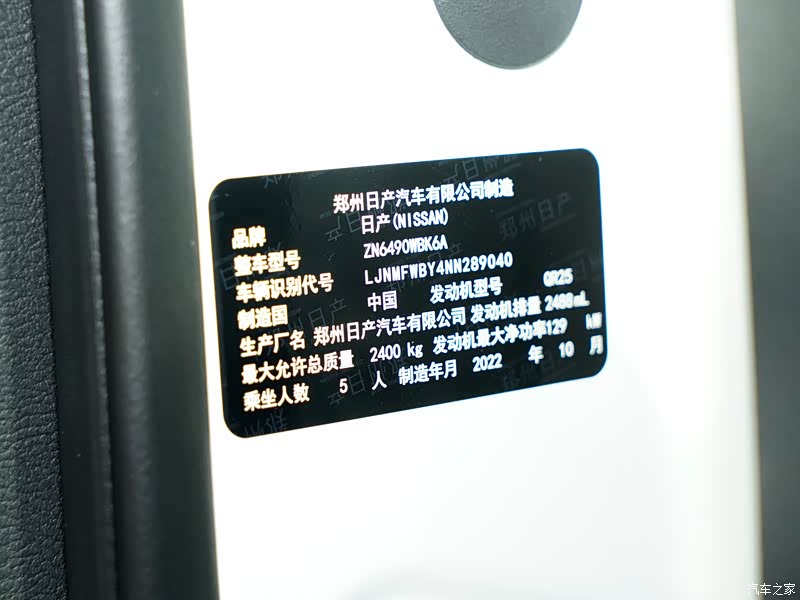 郑州日产汽车有限公司制造
品牌 日产(NISSAN)
整车型号 ZN6490WBK6A
车辆识别代号 LJNMFWBY4NN289040
制造国 中国 发动机型号 QR25
生产厂名 郑州日产汽车有限公司 发动机排量 2488mL
最大允许总质量 2400 kg 发动机最大净功率129 kW
乘坐人数 5 人 制造年月 2022 年 10 月
郑州日产
汽车之家